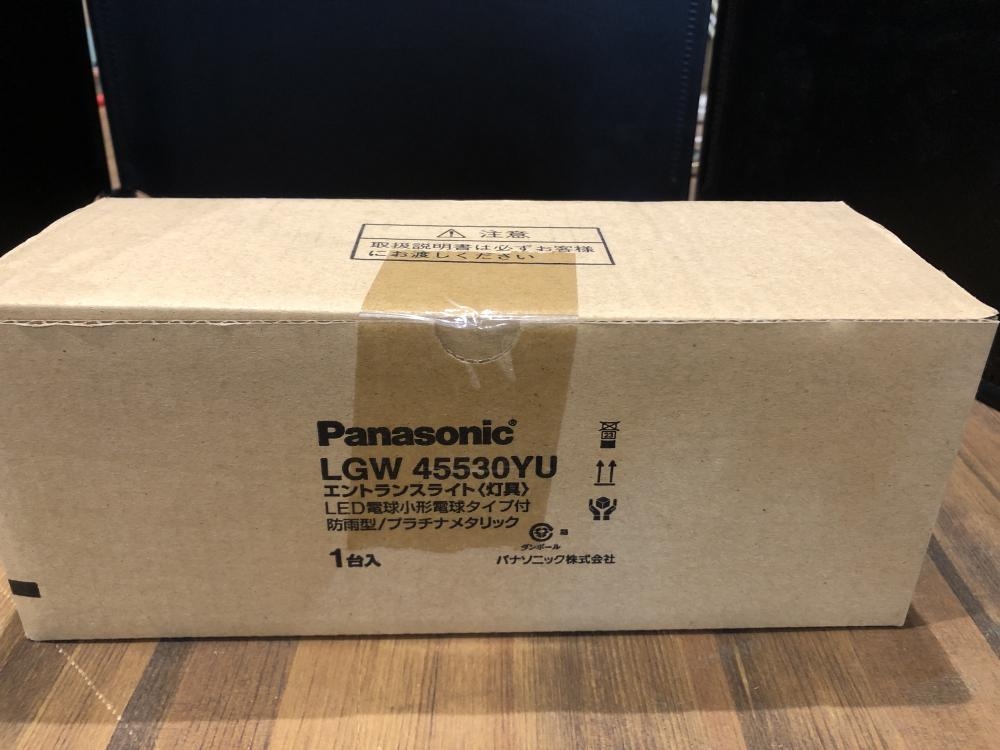 注意
取扱説明書は必ずお客様
にお渡しください
Panasonic®
LGW 45530YU
エントランスライト〈灯具〉
LED電球小形電球タイプ付
防雨型/プラチナメタリック
1台入
23
ダンボール
パナソニック株式会社